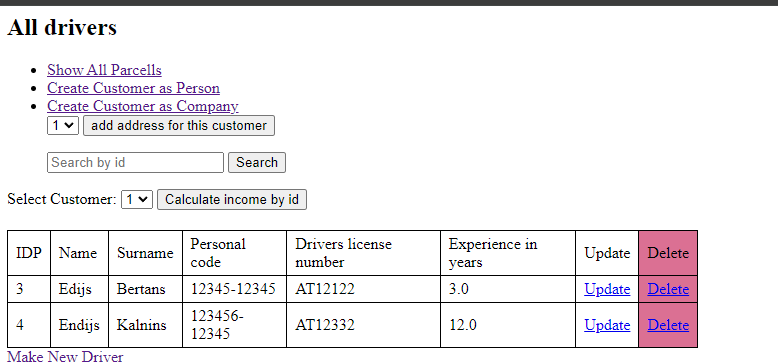 All drivers
Show All Parcells
Create Customer as Person
Create Customer as Company
1 add address for this customer
Search by id Search
Select Customer: 1 Calculate income by id
IDP Name Surname Personal code Drivers license number Experience in years Update Delete
3 Edijs Bertans 12345-12345 AT12122 3.0 Update Delete
4 Endijs Kalnins 123456-12345 AT12332 12.0 Update Delete
Make New Driver